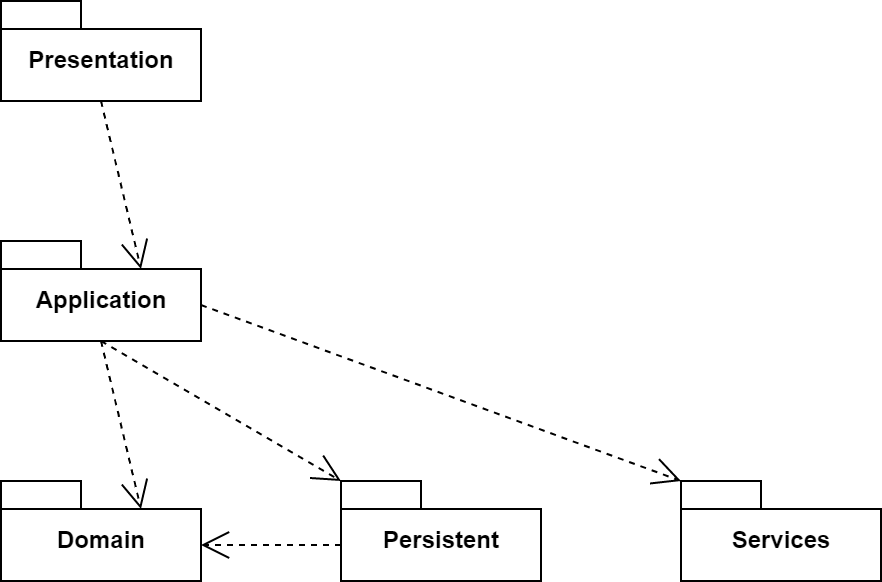 Presentation
Application
Domain
Persistent
Services